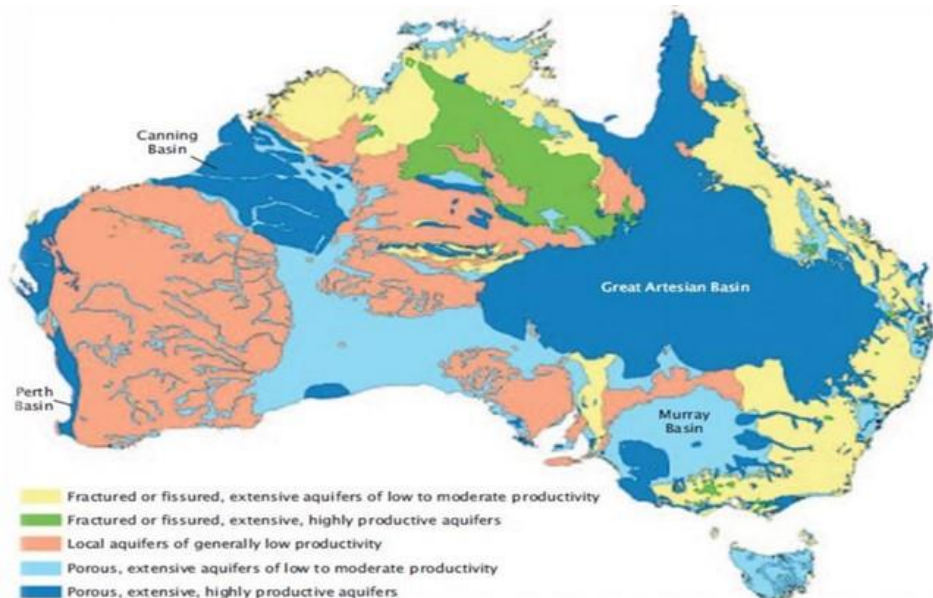 Canning
Basin
Great Artesian Basin
Perth
Basin
Murray
Basin
Fractured or fissured, extensive aquifers of low to moderate productivity
Fractured or fissured, extensive, highly productive aquifers
Local aquifers of generally low productivity
Porous, extensive aquifers of low to moderate productivity
Porous, extensive, highly productive aquifers